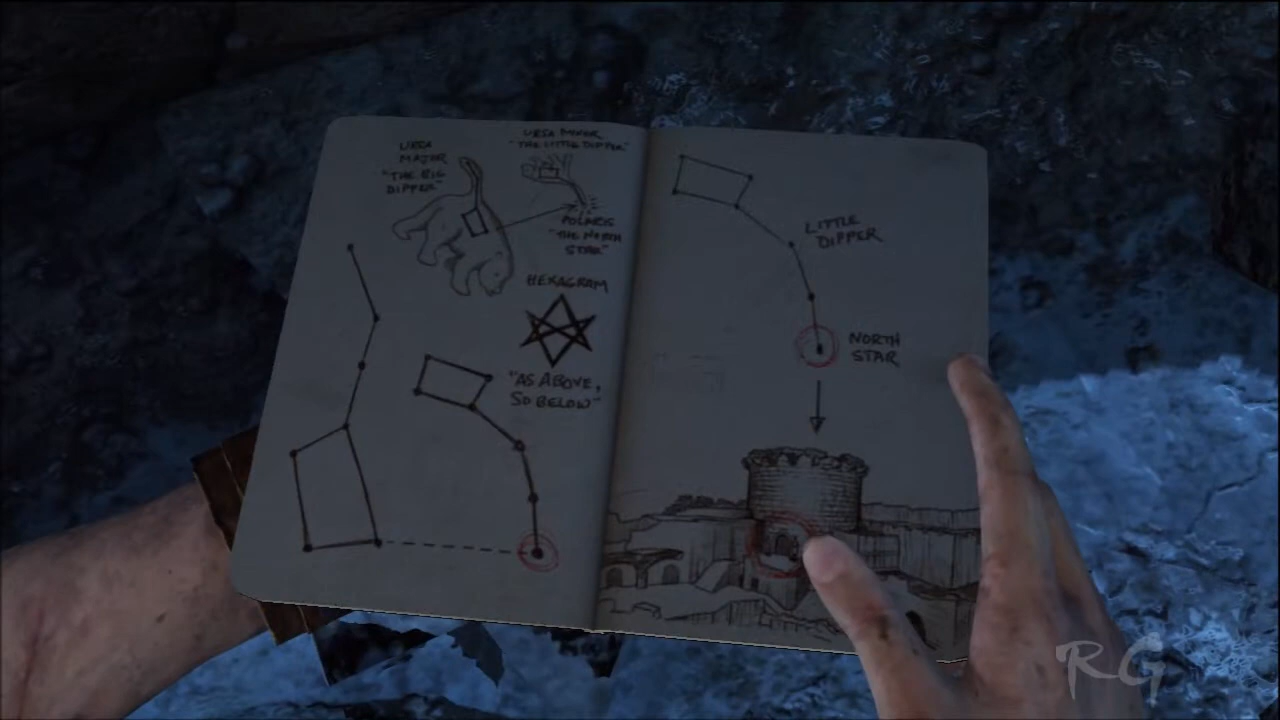 URSA
MAJOR
"THE BIG
DIPPER"
URSA MINOR
"THE LITTLE DIPPER"
POLARIS
"THE NORTH
STAR"
HEXAGRAM
"AS ABOVE,
SO BELOW"
LITTLE
DIPPER
NORTH
STAR
RG